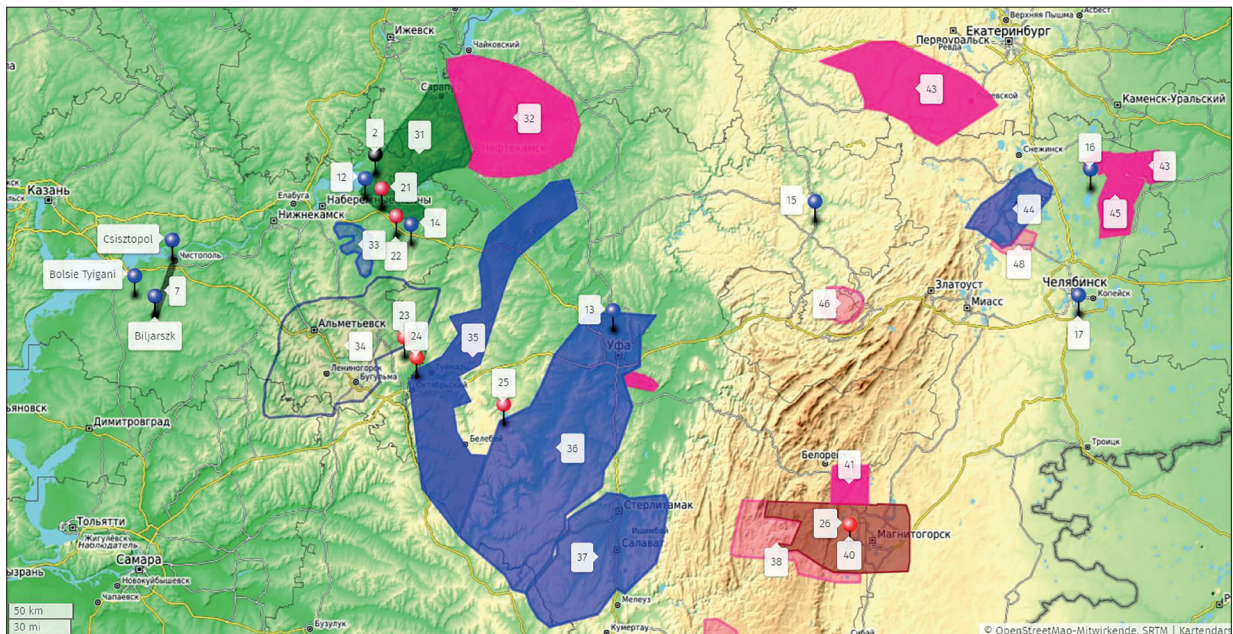 Ижевск
Чайковский
Верхняя Пышма
Асбест
Екатеринбург
Первоуральск
Ревда
43
евской
Каменск-Уральский
Сарапул
32
31
2
Нефтекамск
Снежинск
16
43
Казань
12
21
Елабуга
Набережные Челны
Нижнекамск
14
15
44
45
Csisztopol
Чистополь
33
22
48
Bolsie Tyigani
7
Biljarszk
13
46
Златоуст
Миасс
Челябинск
Копейск
17
23
Альметьевск
34
24
35
Уфа
Туймазы
Лениногорск
Бугульма
Октябрьский
25
Димитровград
Белебей
36
Троицк
Белорецк
41
Стерлитамак
Ишимбай
Салават
37
26
40
Магнитогорск
38
Тольятти
Жигулёвск
Наблюдатель
Самара
Новокуйбышевск
Чапаевск
Бузулук
Мелеуз
Кумертау
Сибай
50 km
30 mi
© OpenStreetMap-Mitwirkende, SRTM | Kartendars